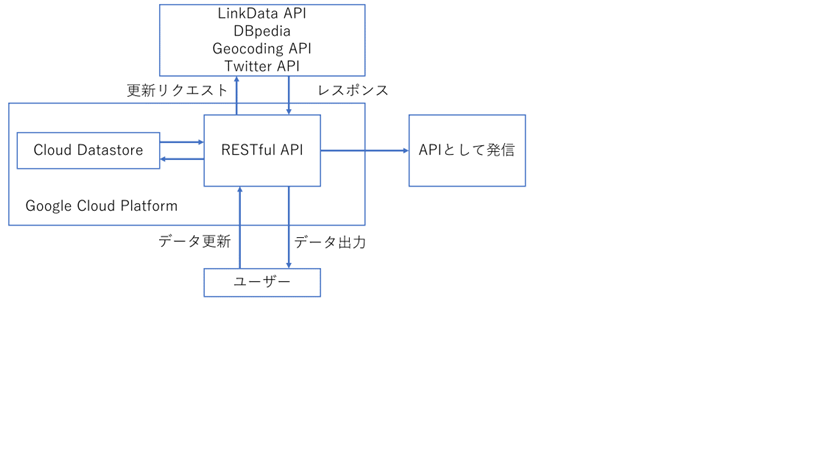 LinkData API
DBpedia
Geocoding API
Twitter API
更新リクエスト
レスポンス
Cloud Datastore
RESTful API
APIとして発信
Google Cloud Platform
データ更新
データ出力
ユーザー